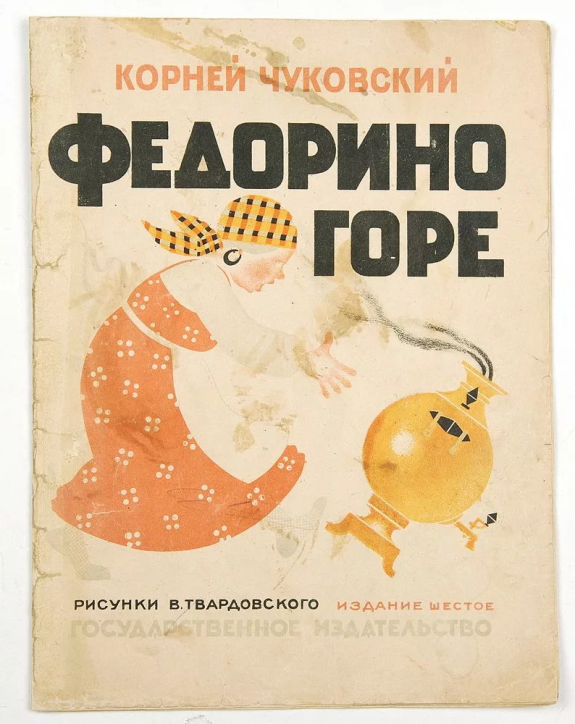 КОРНЕЙ ЧУКОВСКИЙ
ФЕДОРИНО
ГОРЕ
РИСУНКИ В.ТВАРДОВСКОГО ИЗДАНИЕ ШЕСТОЕ
ГОСУДАРСТВЕННОЕ ИЗДАТЕЛЬСТВО